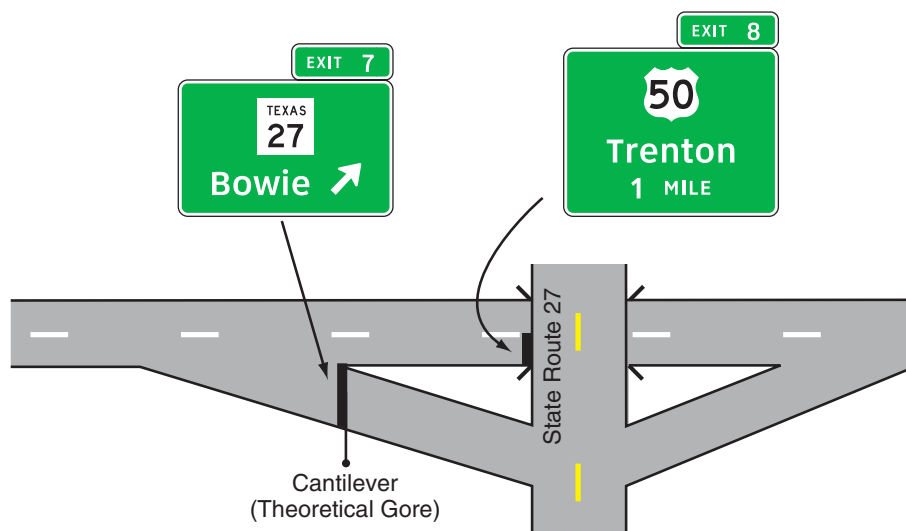 EXIT 7
TEXAS
27
Bowie
EXIT 8
50
Trenton
1 MILE
State Route 27
Cantilever
(Theoretical Gore)